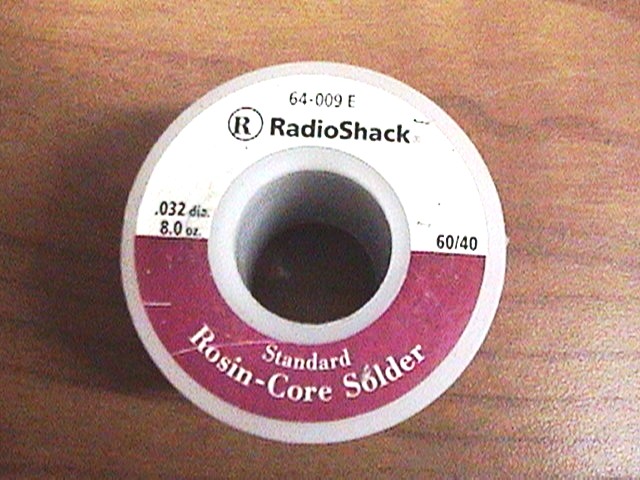 64-009 E
R RadioShack
.032 dia.
8.0 oz.
60/40
Standard
Rosin-Core Solder